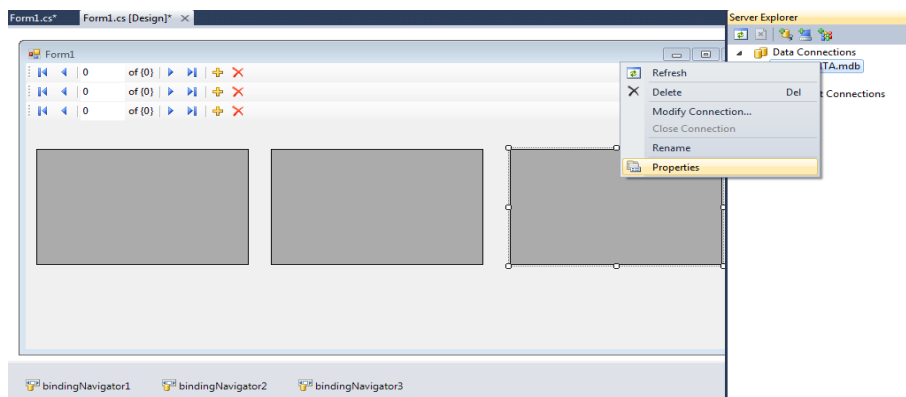 Form1.cs*
Form1.cs [Design]*
Server Explorer
Form1
Data Connections
TA.mdb
0 of {0}
0 of {0}
0 of {0}
Refresh
Delete Del
Connections
Modify Connection...
Close Connection
Rename
Properties
bindingNavigator1
bindingNavigator2
bindingNavigator3